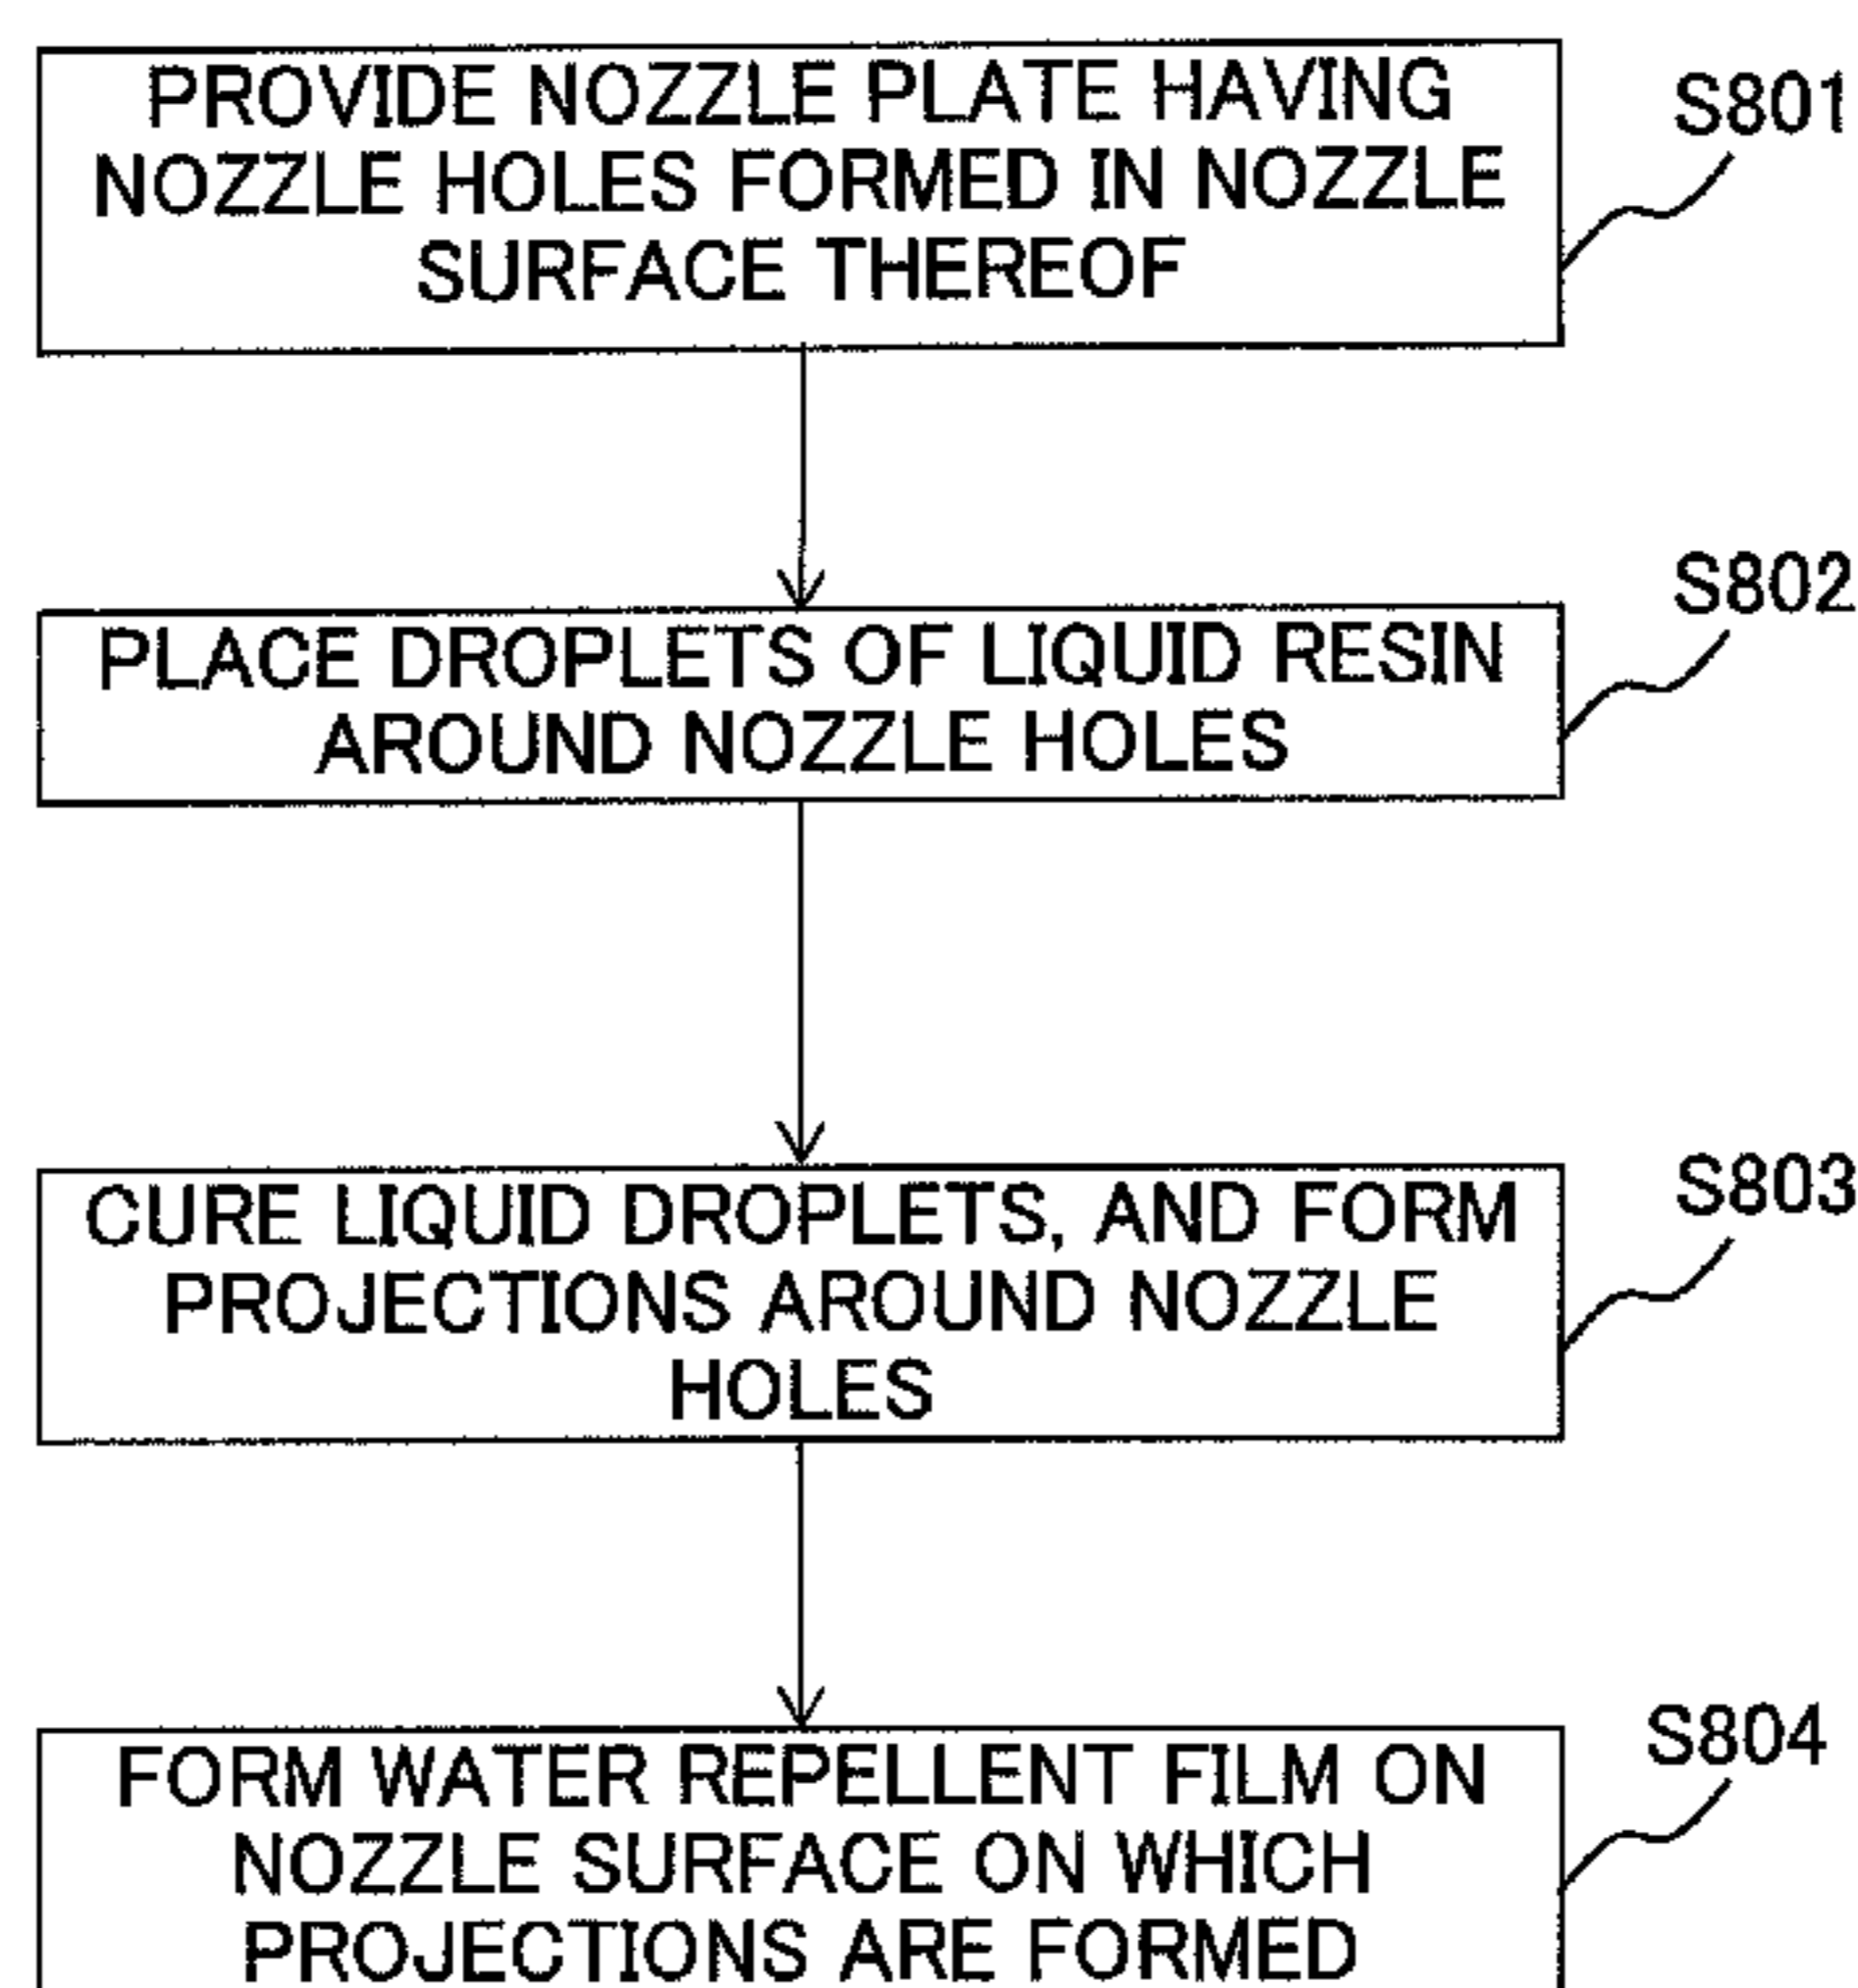 PROVIDE NOZZLE PLATE HAVING
NOZZLE HOLES FORMED IN NOZZLE
SURFACE THEREOF
S801
PLACE DROPLETS OF LIQUID RESIN
AROUND NOZZLE HOLES
S802
CURE LIQUID DROPLETS, AND FORM
PROJECTIONS AROUND NOZZLE
HOLES
S803
FORM WATER REPELLENT FILM ON
NOZZLE SURFACE ON WHICH
PROJECTIONS ARE FORMED
S804